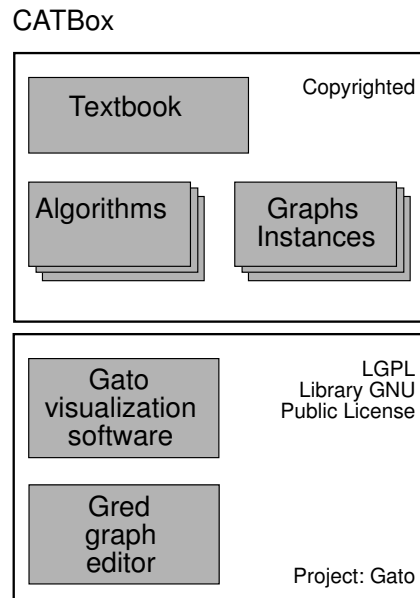 CATBox
Copyrighted
Textbook
Algorithms
Graphs
Instances
LGPL
Library GNU
Public License
Gato
visualization
software
Gred
graph
editor
Project: Gato